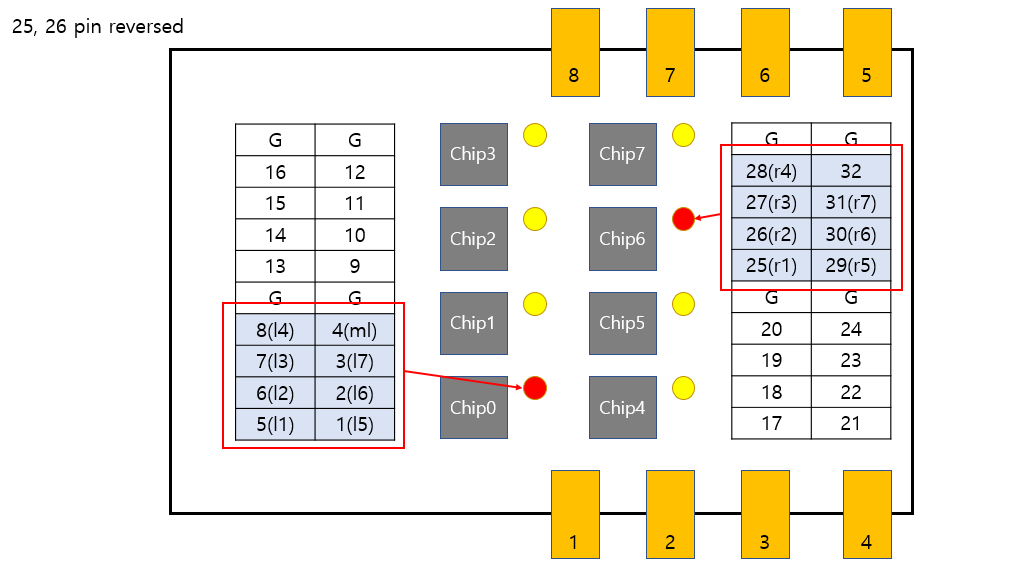 25, 26 pin reversed
8 7 6 5
G G
16 12
15 11
14 10
13 9
G G
8(l4) 4(ml)
7(l3) 3(l7)
6(l2) 2(l6)
5(l1) 1(l5)
Chip3
Chip2
Chip1
Chip0
Chip7
Chip6
Chip5
Chip4
G G
28(r4) 32
27(r3) 31(r7)
26(r2) 30(r6)
25(r1) 29(r5)
G G
20 24
19 23
18 22
17 21
1 2 3 4